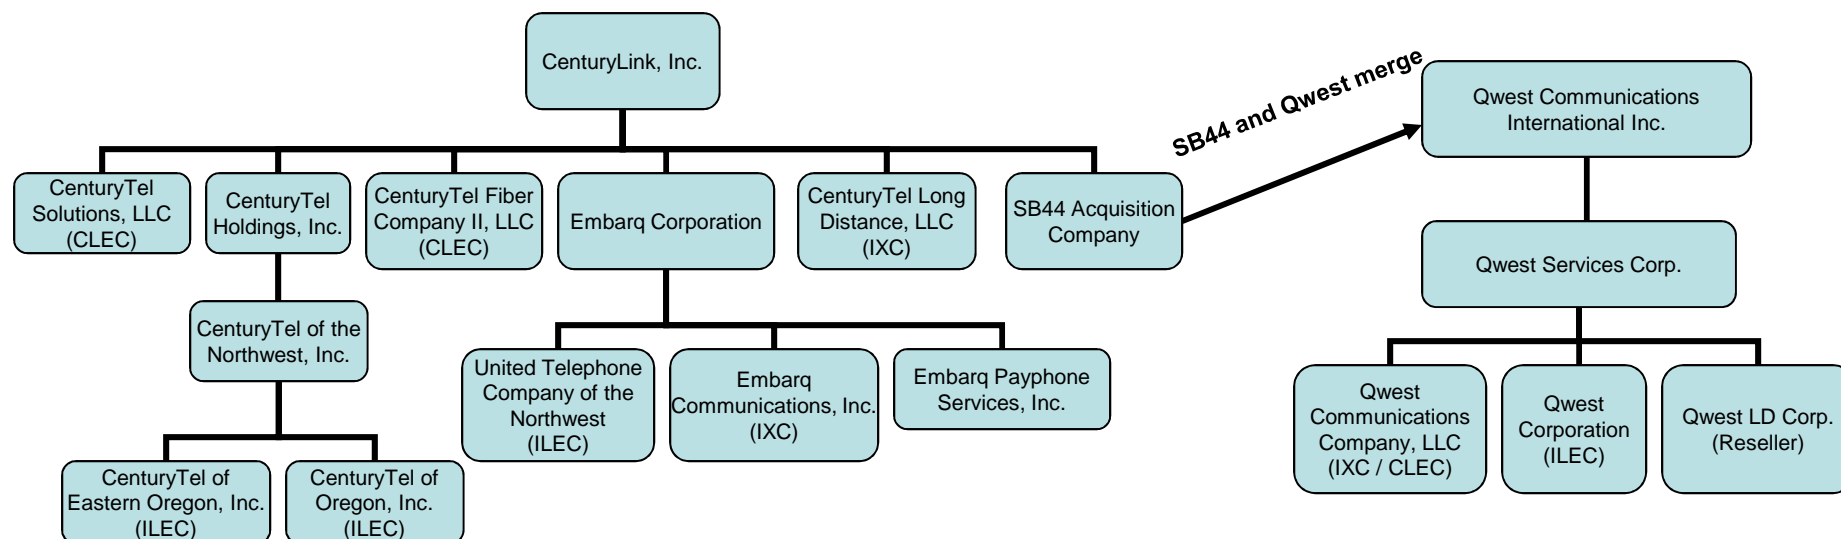 CenturyLink, Inc.
SB44 and Qwest merge
Qwest Communications
International Inc.
CenturyTel
Solutions, LLC
(CLEC)
CenturyTel
Holdings, Inc.
CenturyTel Fiber
Company II, LLC
(CLEC)
Embarq Corporation
CenturyTel Long
Distance, LLC
(IXC)
SB44 Acquisition
Company
Qwest Services Corp.
CenturyTel of the
Northwest, Inc.
United Telephone
Company of the
Northwest
(ILEC)
Embarq
Communications, Inc.
(IXC)
Embarq Payphone
Services, Inc.
Qwest
Communications
Company, LLC
(IXC / CLEC)
Qwest
Corporation
(ILEC)
Qwest LD Corp.
(Reseller)
CenturyTel of
Eastern Oregon, Inc.
(ILEC)
CenturyTel of
Oregon, Inc.
(ILEC)